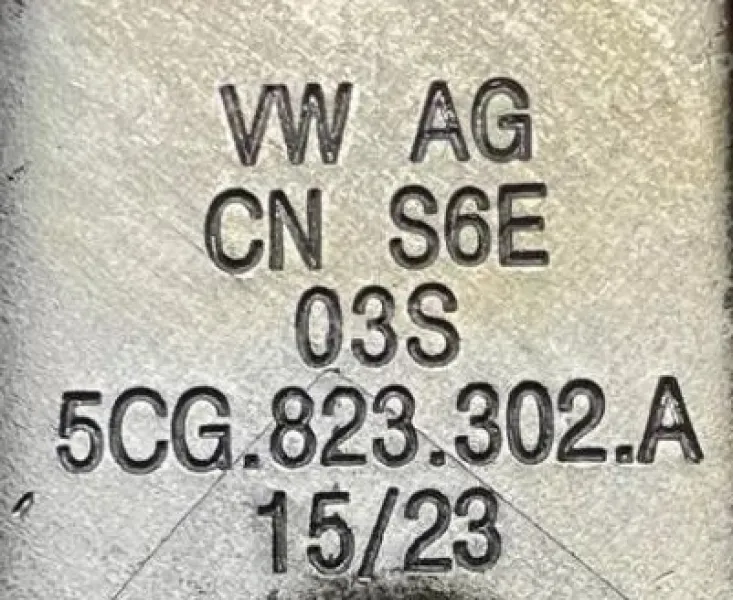 VW AG
CN S6E
03S
5CG.823.302.A
15/23